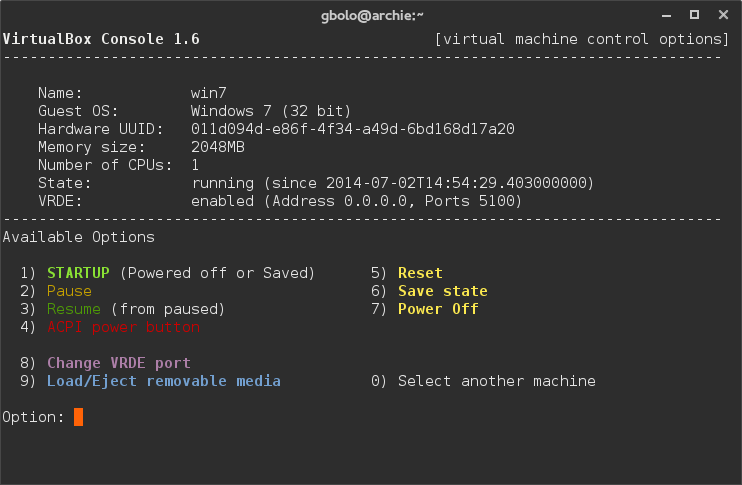 gbolo@archie:~
VirtualBox Console 1.6 [virtual machine control options]
--------------------------------------------------------------------------------
Name: win7
Guest OS: Windows 7 (32 bit)
Hardware UUID: 011d094d-e86f-4f34-a49d-6bd168d17a20
Memory size: 2048MB
Number of CPUs: 1
State: running (since 2014-07-02T14:54:29.403000000)
VRDE: enabled (Address 0.0.0.0, Ports 5100)
--------------------------------------------------------------------------------
Available Options
1) STARTUP (Powered off or Saved) 5) Reset
2) Pause 6) Save state
3) Resume (from paused) 7) Power Off
4) ACPI power button
8) Change VRDE port
9) Load/Eject removable media 0) Select another machine
Option: